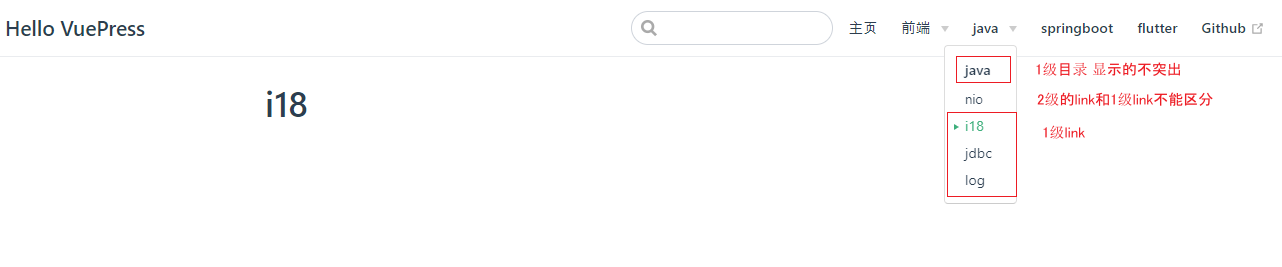 Hello VuePress
主页 前端 java springboot flutter Github
java
1级目录 显示的不突出
nio
2级的link和1级link不能区分
i18
i18
1级link
jdbc
log